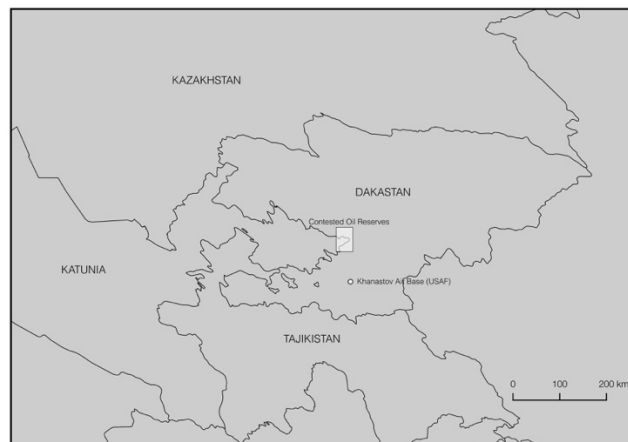 KAZAKHSTAN
DAKASTAN
Contested Oil Reserves
KATUNIA
Khanastov Air Base (USAF)
TAJIKISTAN
0 100 200 km